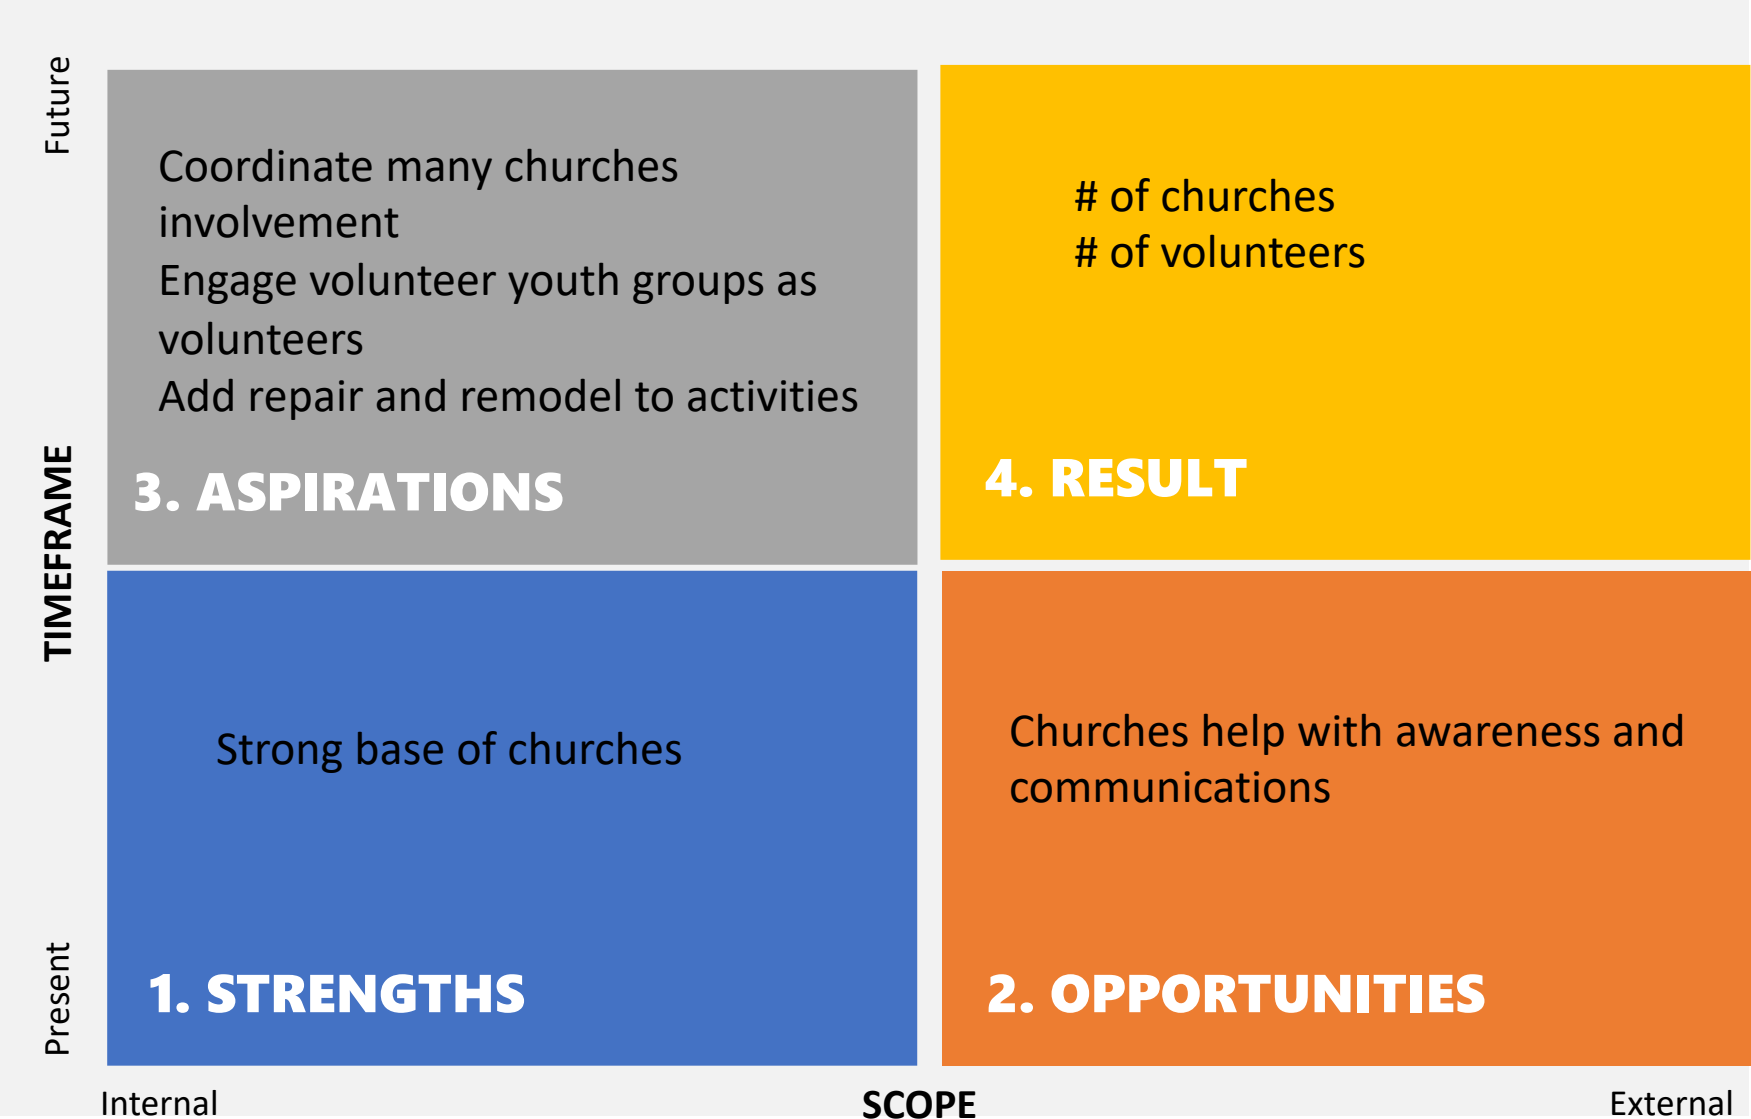 Future
Coordinate many churches
involvement
Engage volunteer youth groups as
volunteers
Add repair and remodel to activities
3. ASPIRATIONS
# of churches
# of volunteers
4. RESULT
TIMEFRAME
Strong base of churches
1. STRENGTHS
Churches help with awareness and
communications
2. OPPORTUNITIES
Present
Internal
SCOPE
External